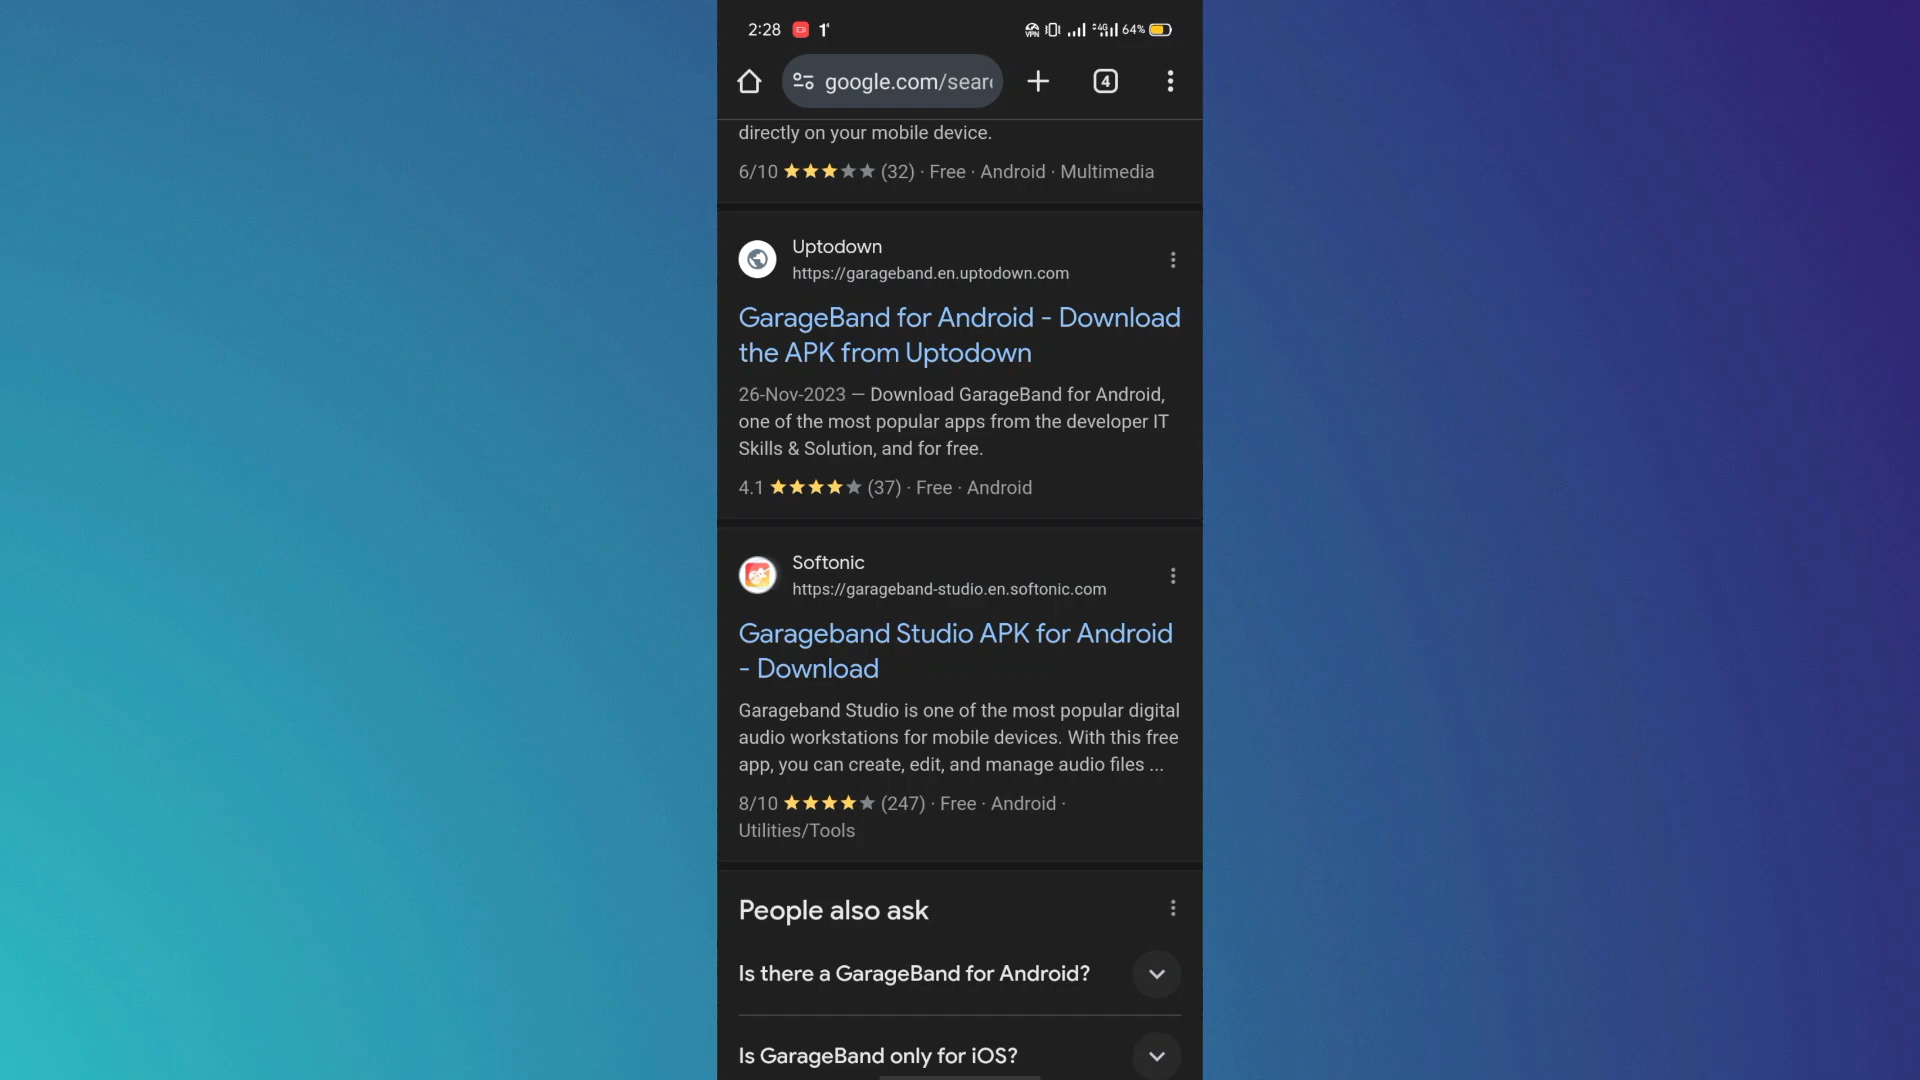 2:28 64%
google.com/sear
4
directly on your mobile device.
6/10 (32) · Free · Android · Multimedia
Uptodown
https://garageband.en.uptodown.com
GarageBand for Android - Download
the APK from Uptodown
26-Nov-2023 — Download GarageBand for Android,
one of the most popular apps from the developer IT
Skills & Solution, and for free.
4.1 (37) · Free · Android
Softonic
https://garageband-studio.en.softonic.com
Garageband Studio APK for Android
- Download
Garageband Studio is one of the most popular digital
audio workstations for mobile devices. With this free
app, you can create, edit, and manage audio files ...
8/10 (247) · Free · Android ·
Utilities/Tools
People also ask
Is there a GarageBand for Android?
Is GarageBand only for iOS?